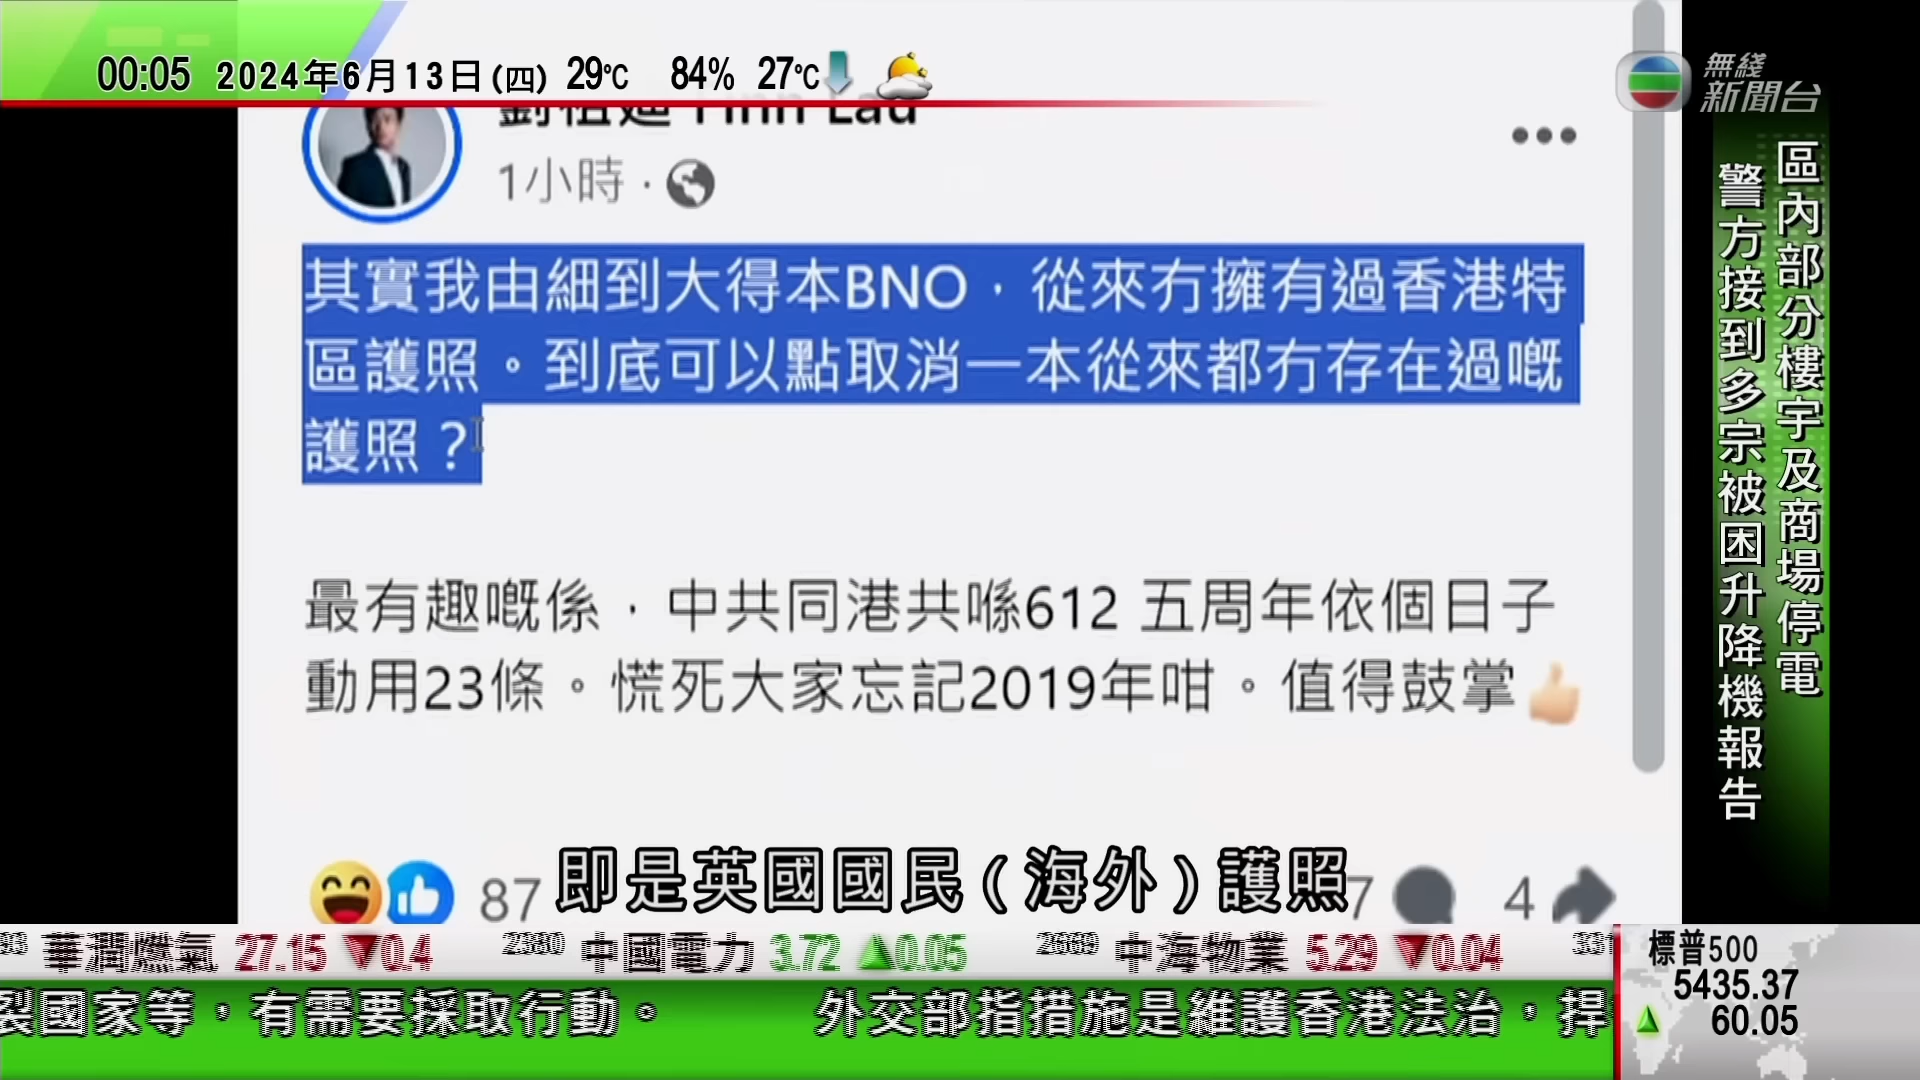 00:05 2024年6月13日(四) 29℃ 84% 27℃
無綫
新聞台
劉祖廸 Finn Lau
1小時
其實我由細到大得本BNO，從來冇擁有過香港特
區護照。到底可以點取消一本從來都冇存在過嘅
護照？
最有趣嘅係，中共同港共喺612 五周年依個日子
動用23條。慌死大家忘記2019年咁。值得鼓掌👍
87
7
4
即是英國國民（海外）護照
區內部分樓宇及商場停電
警方接到多宗被困升降機報告
華潤燃氣 27.15 ▼0.4 2380 中國電力 3.72 ▲0.05 2669 中海物業 5.29 ▼0.04 331
裂國家等，有需要採取行動。 外交部指措施是維護香港法治，捍
標普500
5435.37
▲ 60.05